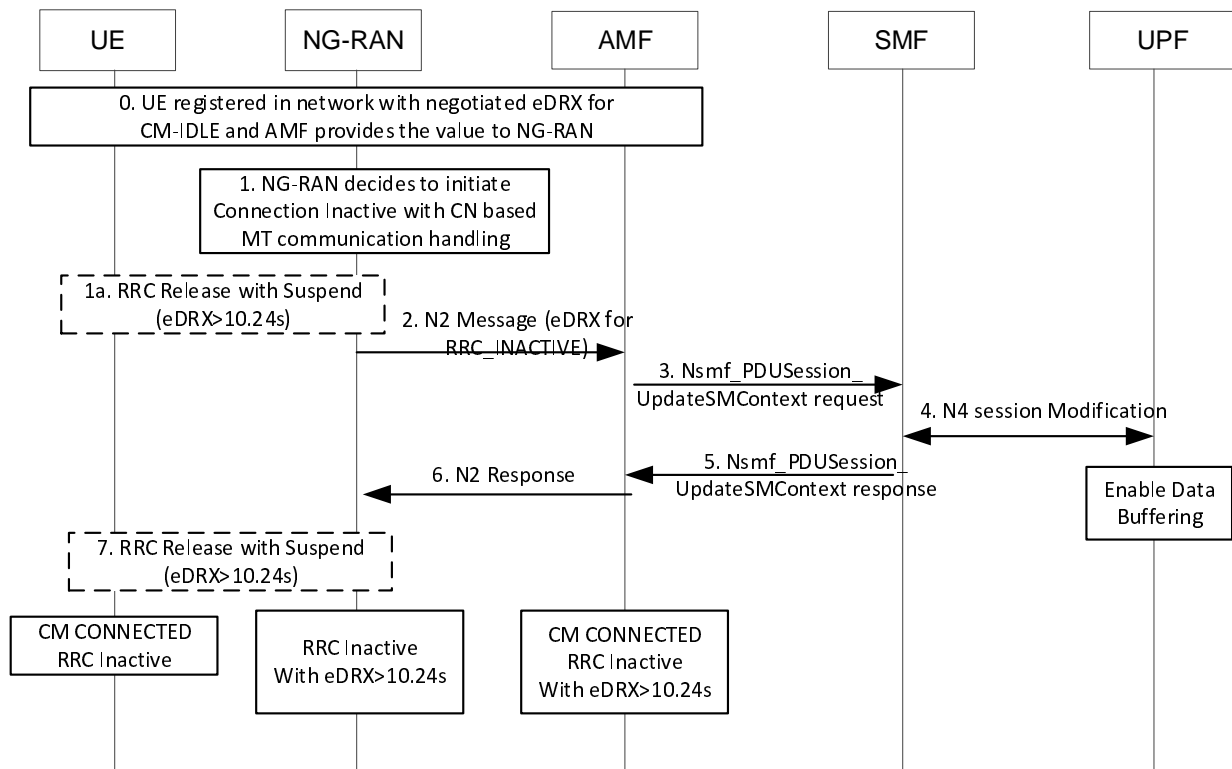 UE
NG-RAN
AMF
SMF
UPF
0. UE registered in network with negotiated eDRX for
CM-IDLE and AMF provides the value to NG-RAN
1. NG-RAN decides to initiate
Connection Inactive with CN based
MT communication handling
1a. RRC Release with Suspend
(eDRX>10.24s)
2. N2 Message (eDRX for
RRC_INACTIVE)
3. Nsmf_PDUSession_
UpdateSMContext request
4. N4 session Modification
5. Nsmf_PDUSession_
UpdateSMContext response
6. N2 Response
Enable Data
Buffering
7. RRC Release with Suspend
(eDRX>10.24s)
CM CONNECTED
RRC Inactive
RRC Inactive
With eDRX>10.24s
CM CONNECTED
RRC Inactive
With eDRX>10.24s